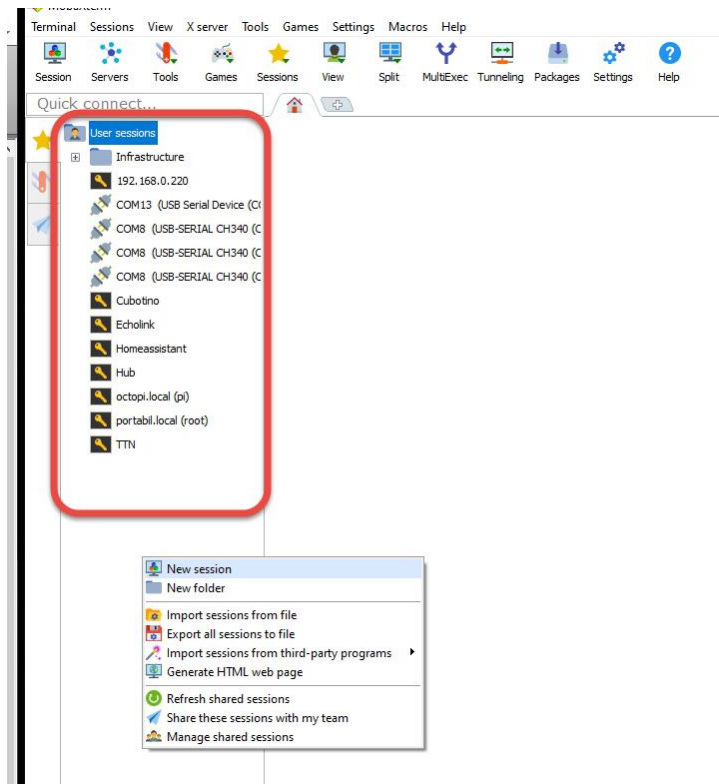 Terminal Sessions View X server Tools Games Settings Macros Help
Session Servers Tools Games Sessions View Split MultiExec Tunneling Packages Settings Help
Quick connect...
User sessions
Infrastructure
192.168.0.220
COM13 (USB Serial Device (CO
COM8 (USB-SERIAL CH340 (C
COM8 (USB-SERIAL CH340 (C
COM8 (USB-SERIAL CH340 (C
Cubotino
Echolink
Homeassistant
Hub
octopi.local (pi)
portabil.local (root)
TTN
New session
New folder
Import sessions from file
Export all sessions to file
Import sessions from third-party programs
Generate HTML web page
Refresh shared sessions
Share these sessions with my team
Manage shared sessions